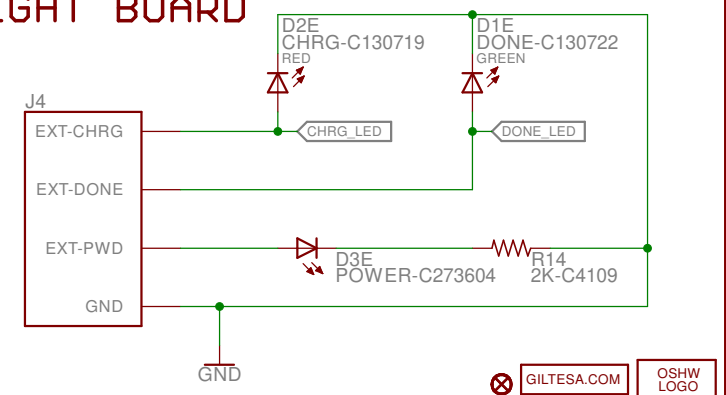 BOARD
D2E
CHRG-C130719
RED
D1E
DONE-C130722
GREEN
J4
EXT-CHRG
CHRG_LED
DONE_LED
EXT-DONE
EXT-PWD
D3E
POWER-C273604
R14
2K-C4109
GND
GND
GILTESA.COM
OSHW
LOGO